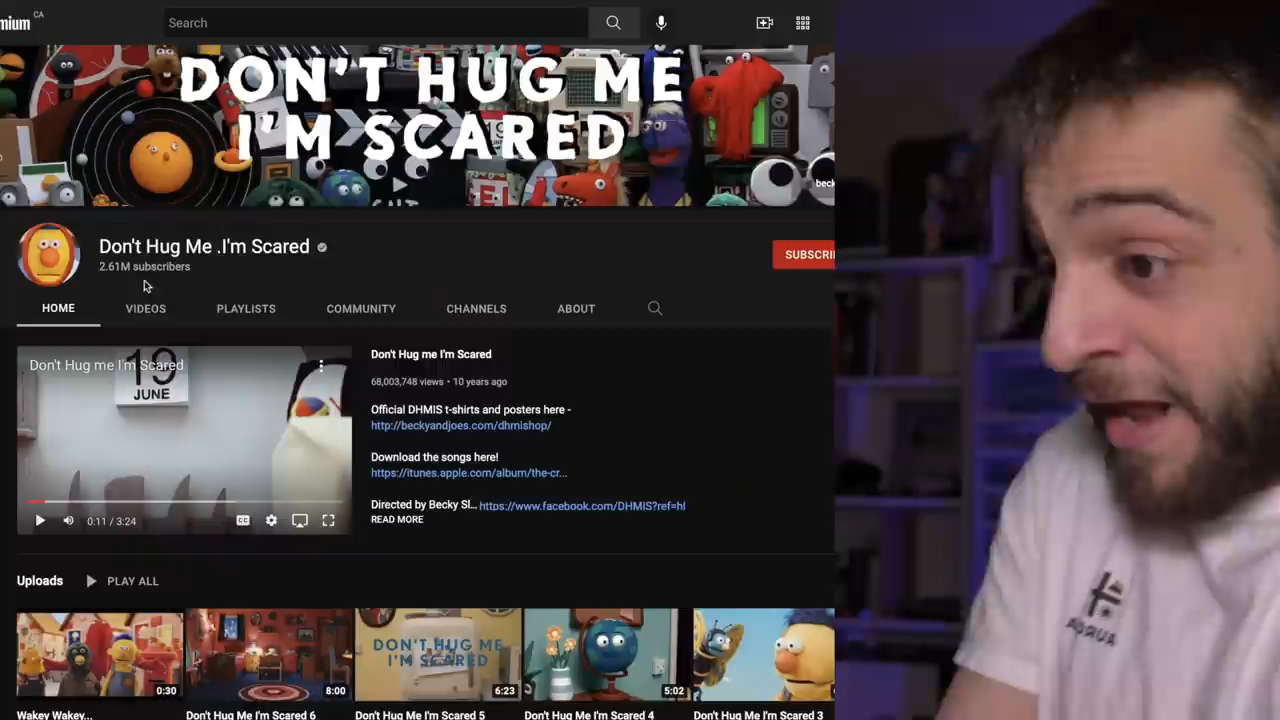 mium CA
Search
DON'T HUG ME
I'M SCARED
beck
Don't Hug Me .I'm Scared
2.61M subscribers
SUBSCRI
HOME
VIDEOS
PLAYLISTS
COMMUNITY
CHANNELS
ABOUT
Don't Hug me I'm Scared
19
JUNE
0:11 / 3:24
Don't Hug me I'm Scared
68,003,748 views • 10 years ago
Official DHMIS t-shirts and posters here -
http://beckyandjoes.com/dhmishop/
Download the songs here!
https://itunes.apple.com/album/the-cr...
Directed by Becky Sl... https://www.facebook.com/DHMIS?ref=hl
READ MORE
Uploads
PLAY ALL
DON'T HUG ME
I'M SCARED
0:30
8:00
6:23
5:02
Wakey Wakey...
Don't Hug Me I'm Scared 6
Don't Hug Me I'm Scared 5
Don't Hug Me I'm Scared 4
Don't Hug Me I'm Scared 3